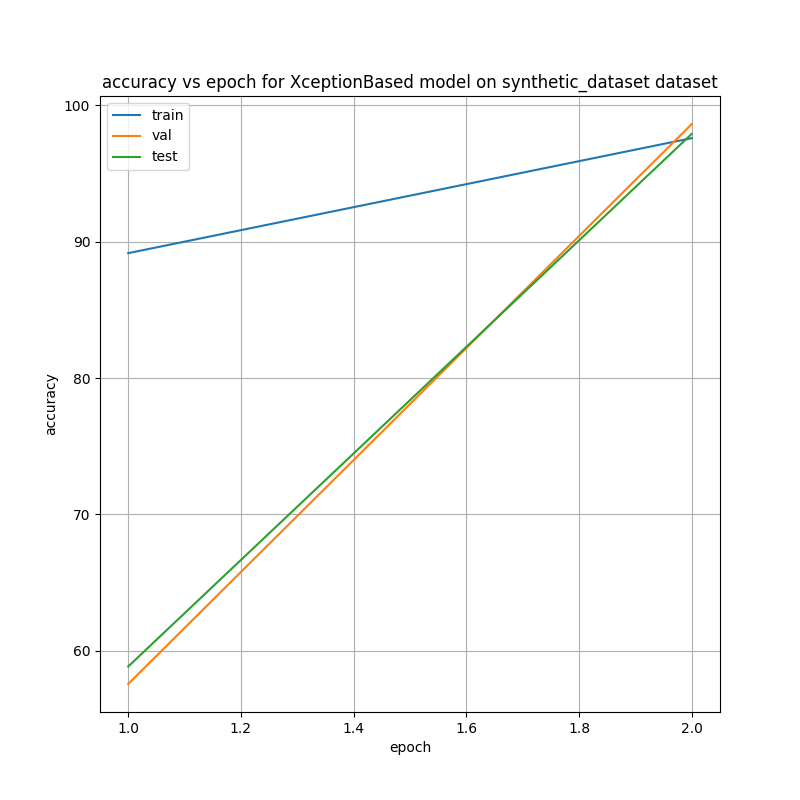 accuracy vs epoch for XceptionBased model on synthetic_dataset dataset
train
val
test
100
90
80
70
60
accuracy
1.0 1.2 1.4 1.6 1.8 2.0
epoch